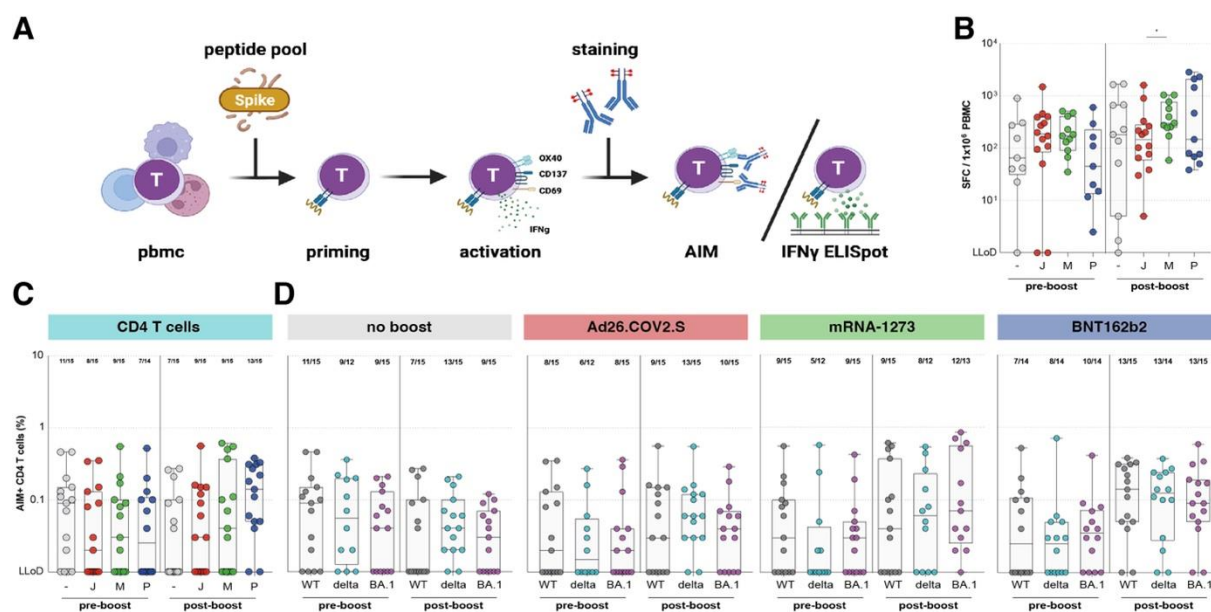 A
peptide pool
Spike
staining
T
T
T
T
T
OX40
CD137
CD69
IFNg
pbmc
priming
activation
AIM
IFNγ ELISpot
B
SFC / 1x10⁶ PBMC
10⁴
10³
10²
10¹
LLoD
*
- J M P - J M P
pre-boost post-boost
C
CD4 T cells
AIM+ CD4 T cells (%)
10
1
0.1
LLoD
11/15 8/15 9/15 7/14 7/15 9/15 9/15 13/15
- J M P - J M P
pre-boost post-boost
D
no boost
11/15 9/12 9/15 7/15 13/15 9/15
WT delta BA.1 WT delta BA.1
pre-boost post-boost
Ad26.COV2.S
8/15 6/12 8/15 9/15 13/15 10/15
WT delta BA.1 WT delta BA.1
pre-boost post-boost
mRNA-1273
9/15 5/12 9/15 9/15 8/12 12/13
WT delta BA.1 WT delta BA.1
pre-boost post-boost
BNT162b2
7/14 8/14 10/14 13/15 13/14 13/15
WT delta BA.1 WT delta BA.1
pre-boost post-boost